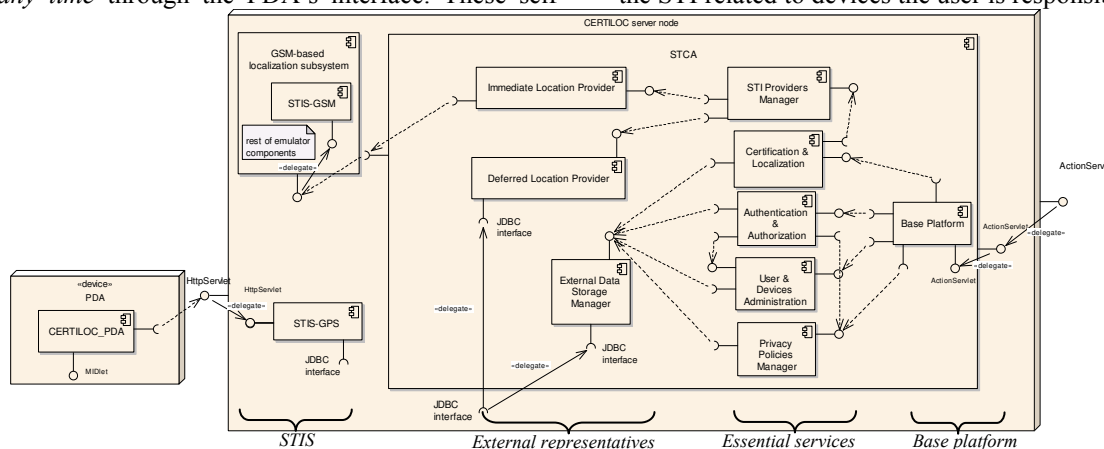 any time through the PDA's interface. These self-
the STI related to devices the user is responsi
CERTILOC server node
GSM-based
localization subsystem
STIS-GSM
rest of emulator
components
«delegate»
STCA
Immediate Location Provider
STI Providers
Manager
Certification &
Localization
Deferred Location Provider
JDBC
interface
Authentication
&
Authorization
Base Platform
ActionServ
ActionServlet
«delegate»
«delegate»
ActionServlet
External Data
Storage
Manager
User &
Devices
Administration
«device»
PDA
CERTILOC_PDA
MIDlet
HttpServlet
HttpServlet
«delegate»
STIS-GPS
JDBC
interface
«delegate»
«delegate»
JDBC
interface
Privacy
Policies
Manager
JDBC
interface
STIS
External representatives
Essential services
Base platform